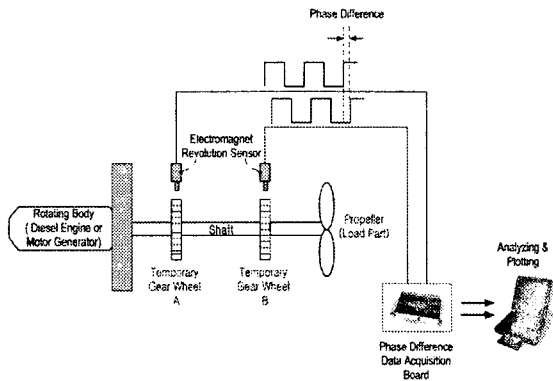 Phase Difference
Electromagnet
Revolution Sensor
Rotating Body
( Diesel Engine or
Motor Generator)
Shaft
Propeller
(Load Part)
Temporary
Gear Wheel
A
Temporary
Gear Wheel
B
Analyzing &
Plotting
Phase Difference
Data Acquisition
Board